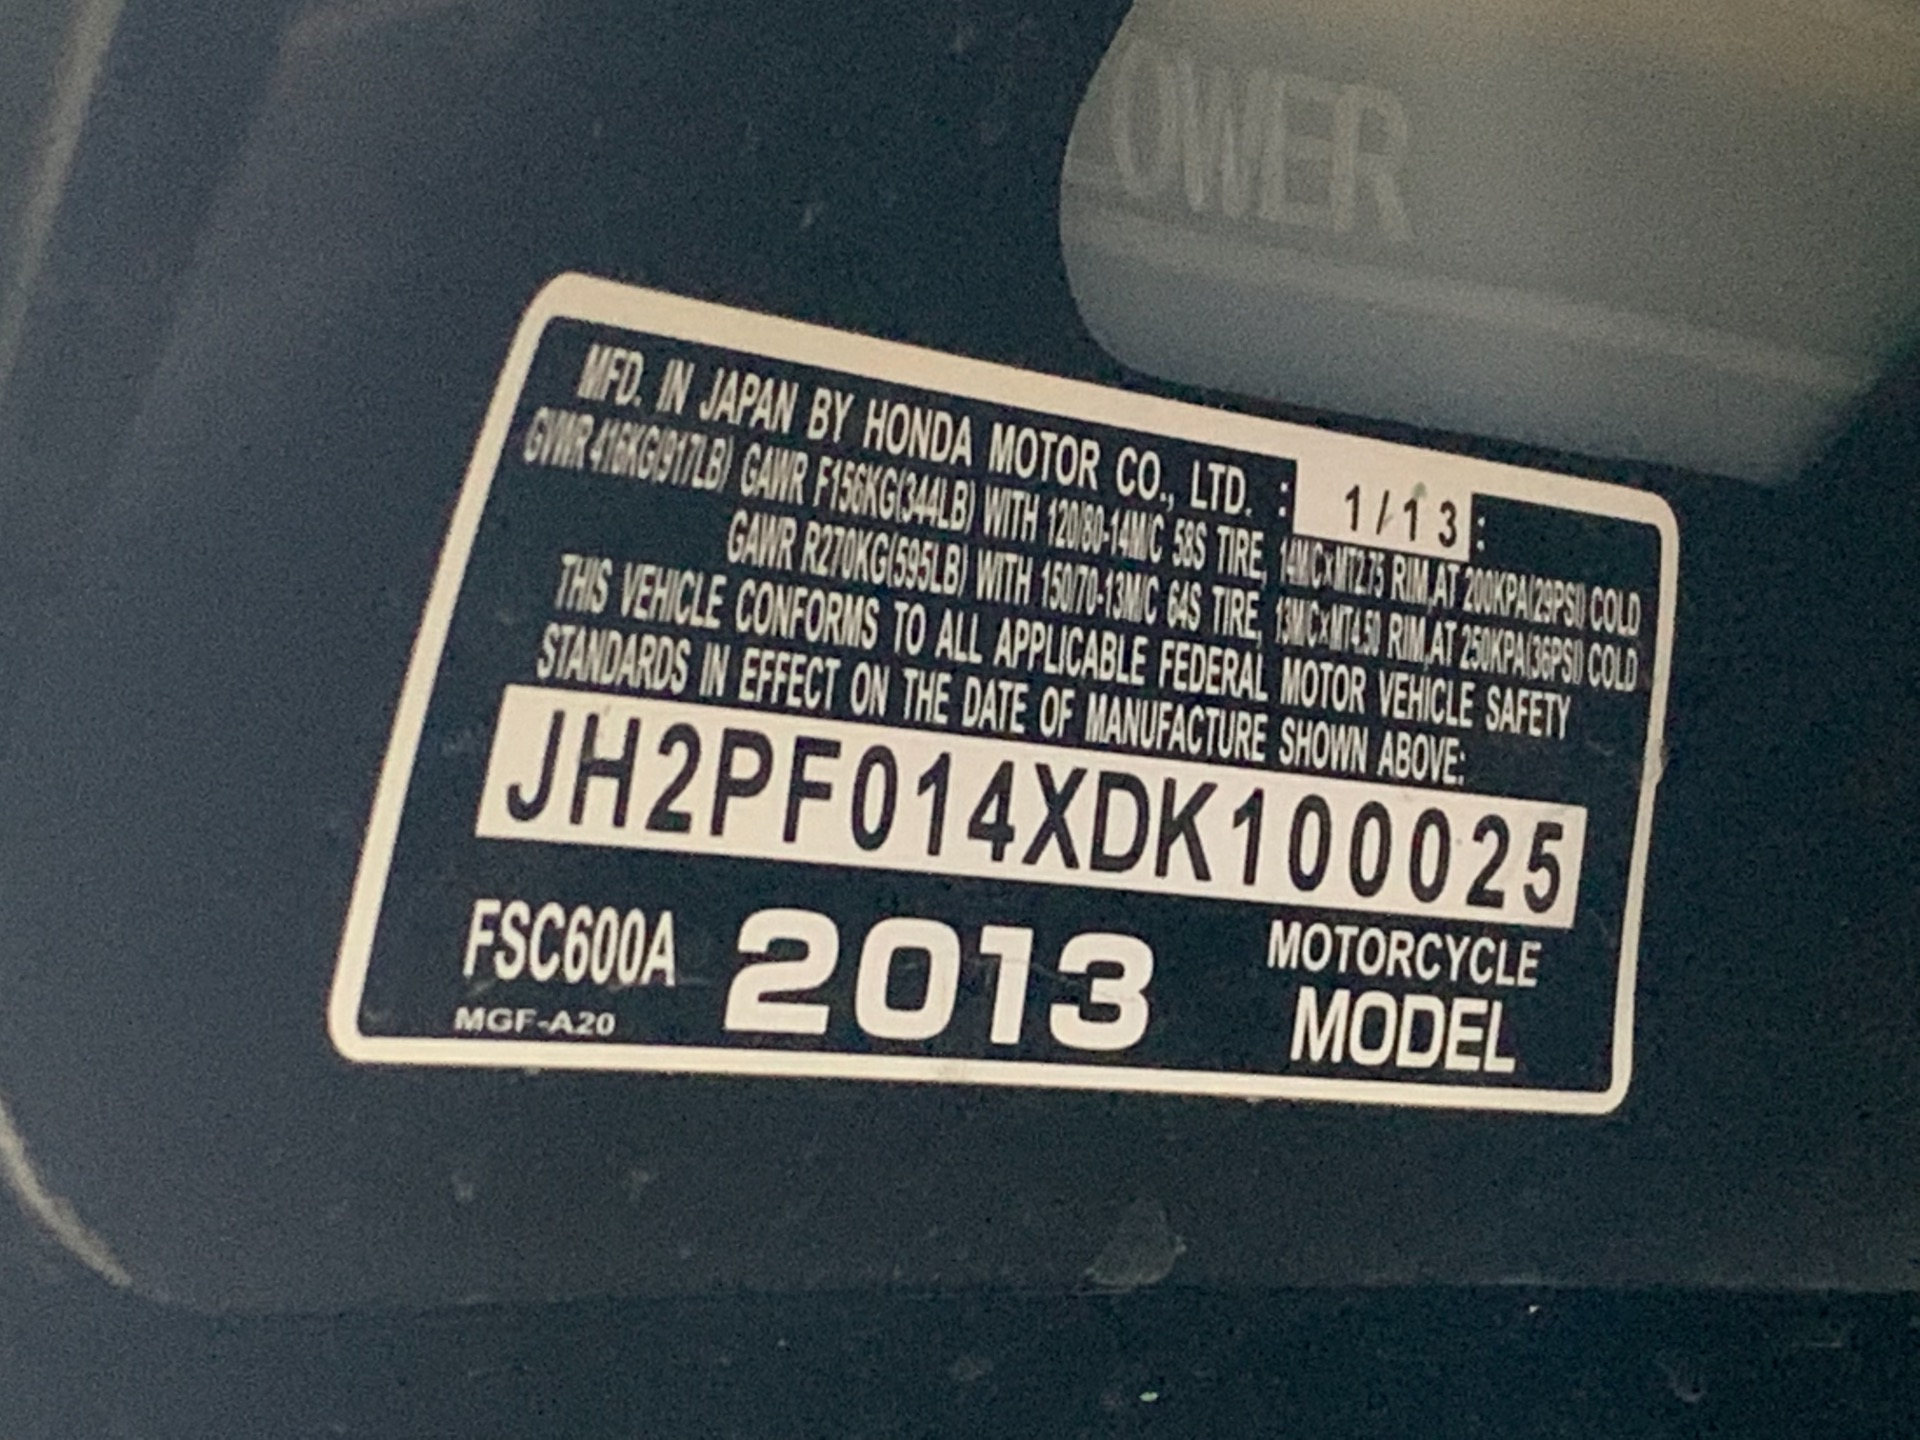 OWER
MFD. IN JAPAN BY HONDA MOTOR CO., LTD. : 1/13 :
GVWR 416KG(917LB) GAWR F156KG(344LB) WITH 120/80-14M/C 58S TIRE, 14M/C×MT2.75 RIM,AT 200KPA(29PSI) COLD
GAWR R270KG(595LB) WITH 150/70-13M/C 64S TIRE, 13M/C×MT4.50 RIM,AT 250KPA(36PSI) COLD
THIS VEHICLE CONFORMS TO ALL APPLICABLE FEDERAL MOTOR VEHICLE SAFETY
STANDARDS IN EFFECT ON THE DATE OF MANUFACTURE SHOWN ABOVE:
JH2PF014XDK100025
FSC600A 2013 MOTORCYCLE
MGF-A20 MODEL